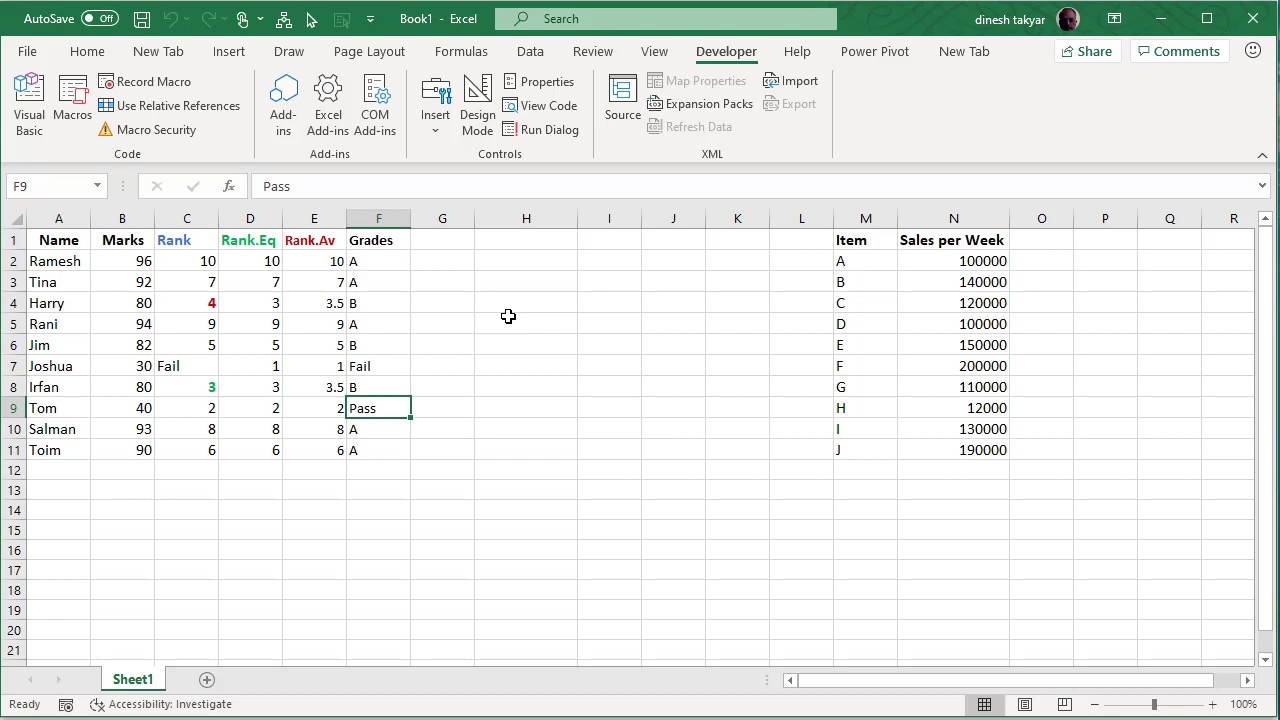 AutoSave Off Book1 - Excel Search dinesh takyar
File Home New Tab Insert Draw Page Layout Formulas Data Review View Developer Help Power Pivot New Tab Share Comments
Visual Basic
Macros
Record Macro
Use Relative References
Macro Security
Code
Add-ins
Excel Add-ins
COM Add-ins
Add-ins
Insert
Design Mode
Properties
View Code
Run Dialog
Controls
Source
Map Properties
Expansion Packs
Refresh Data
Import
Export
XML
F9 fx Pass
A B C D E F G H I J K L M N O P Q R
1 Name Marks Rank Rank.Eq Rank.Av Grades Item Sales per Week
2 Ramesh 96 10 10 10 A A 100000
3 Tina 92 7 7 7 A B 140000
4 Harry 80 4 3 3.5 B C 120000
5 Rani 94 9 9 9 A D 100000
6 Jim 82 5 5 5 B E 150000
7 Joshua 30 Fail 1 1 Fail F 200000
8 Irfan 80 3 3 3.5 B G 110000
9 Tom 40 2 2 2 Pass H 12000
10 Salman 93 8 8 8 A I 130000
11 Toim 90 6 6 6 A J 190000
12
13
14
15
16
17
18
19
20
21
Sheet1
Ready Accessibility: Investigate 100%